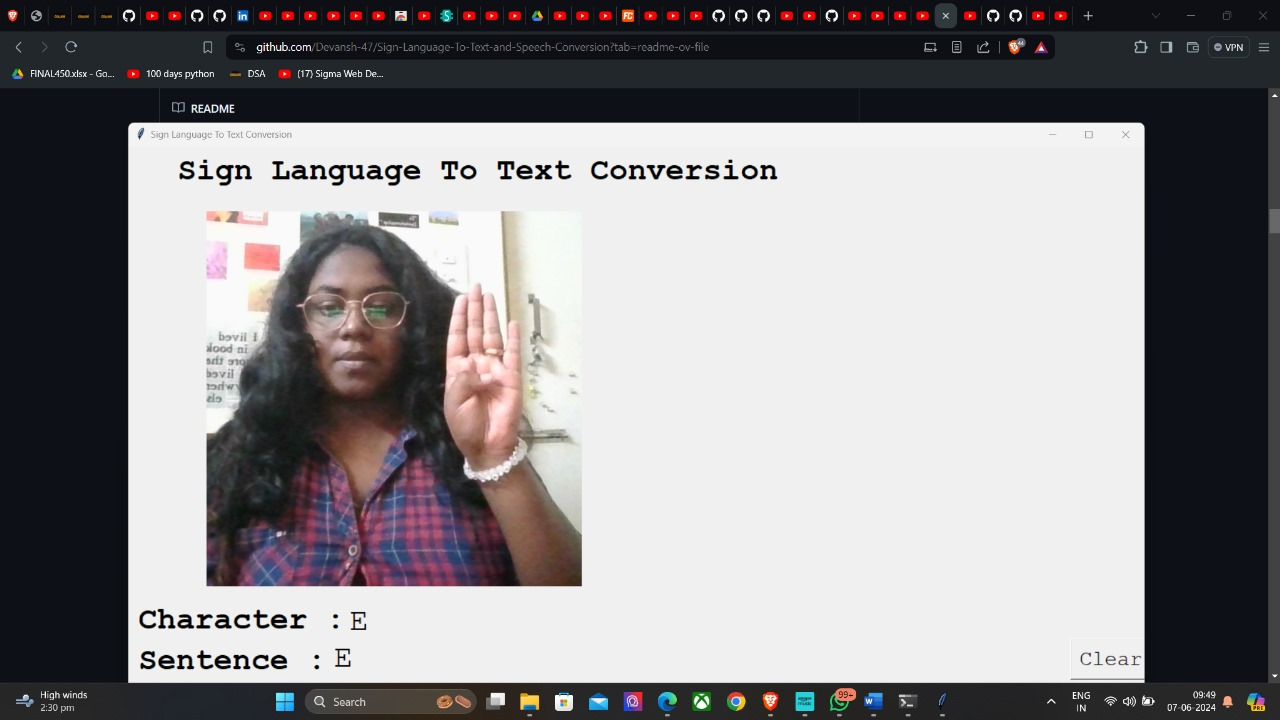 github.com/Devansh-47/Sign-Language-To-Text-and-Speech-Conversion?tab=readme-ov-file
VPN
FINAL450.xlsx - Go...
100 days python
DSA
(17) Sigma Web De...
README
Sign Language To Text Conversion
Sign Language To Text Conversion
Character : E
Sentence : E
Clear
High winds
2:30 pm
Search
99+
ENG
IN
09:49
07-06-2024